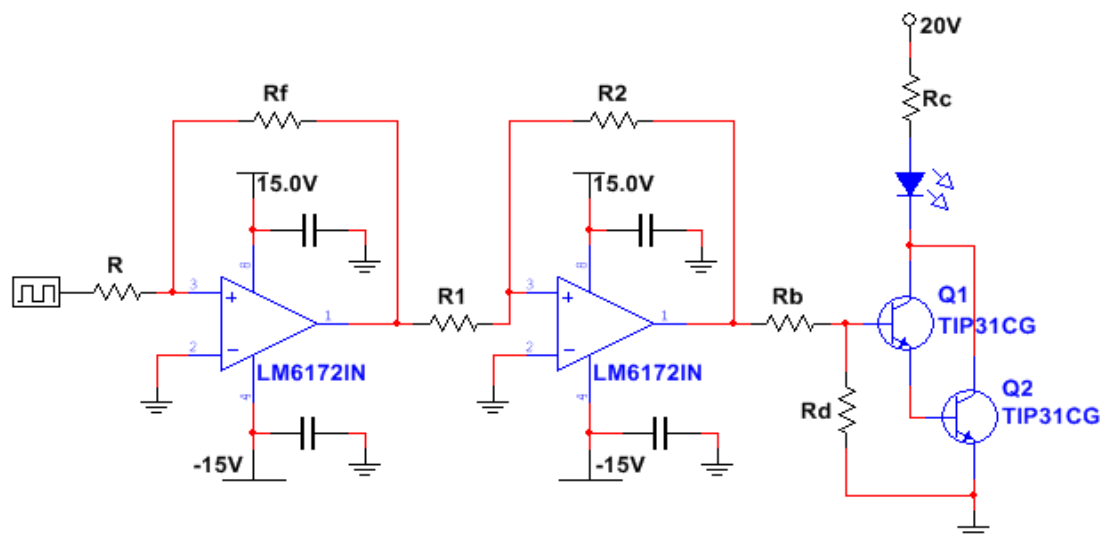 20V
Rf
R2
Rc
15.0V
15.0V
8
8
R
3
+
R1
3
+
Rb
Q1
TIP31CG
1
1
2
−
2
−
LM6172IN
LM6172IN
4
4
Rd
Q2
TIP31CG
-15V
-15V